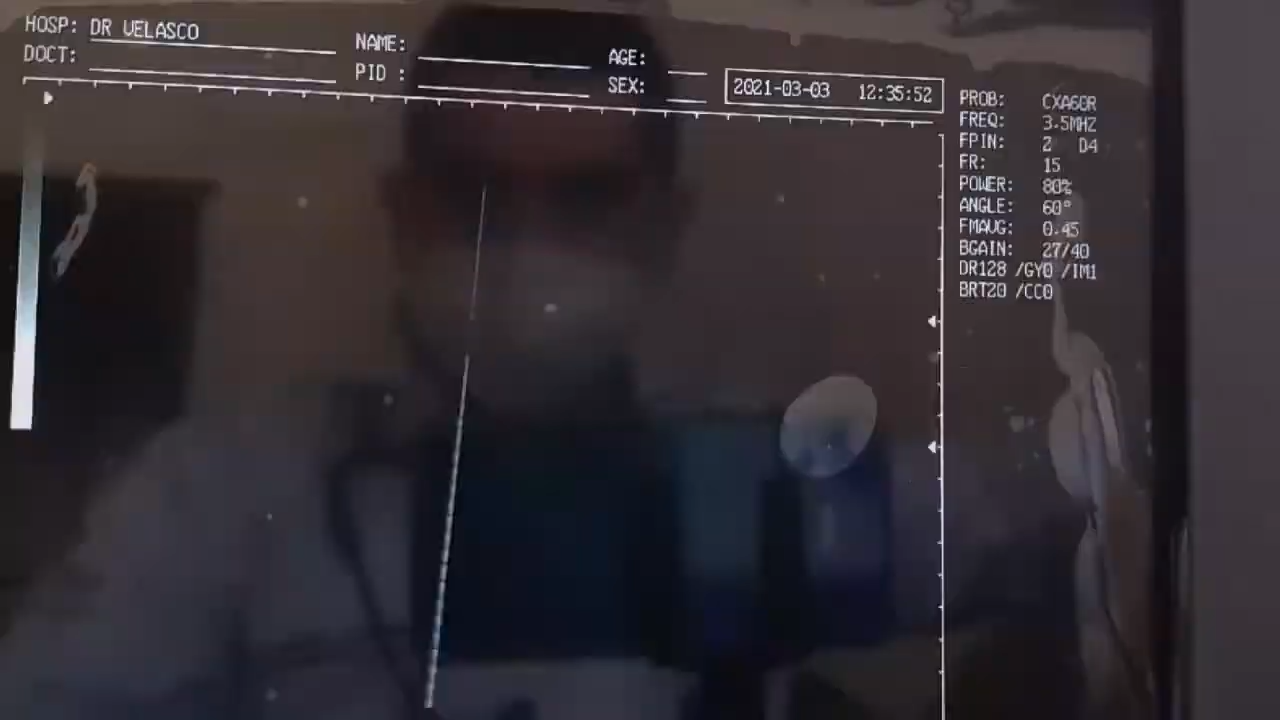 HOSP: DR VELASCO NAME: AGE:
DOCT: PID : SEX:
2021-03-03 12:35:52
PROB: CXA60R
FREQ: 3.5MHZ
FPIN: 2 D4
FR: 15
POWER: 80%
ANGLE: 60°
FMAVG: 0.45
BGAIN: 27/40
DR128 /GY0 /IM1
BRT20 /CC0